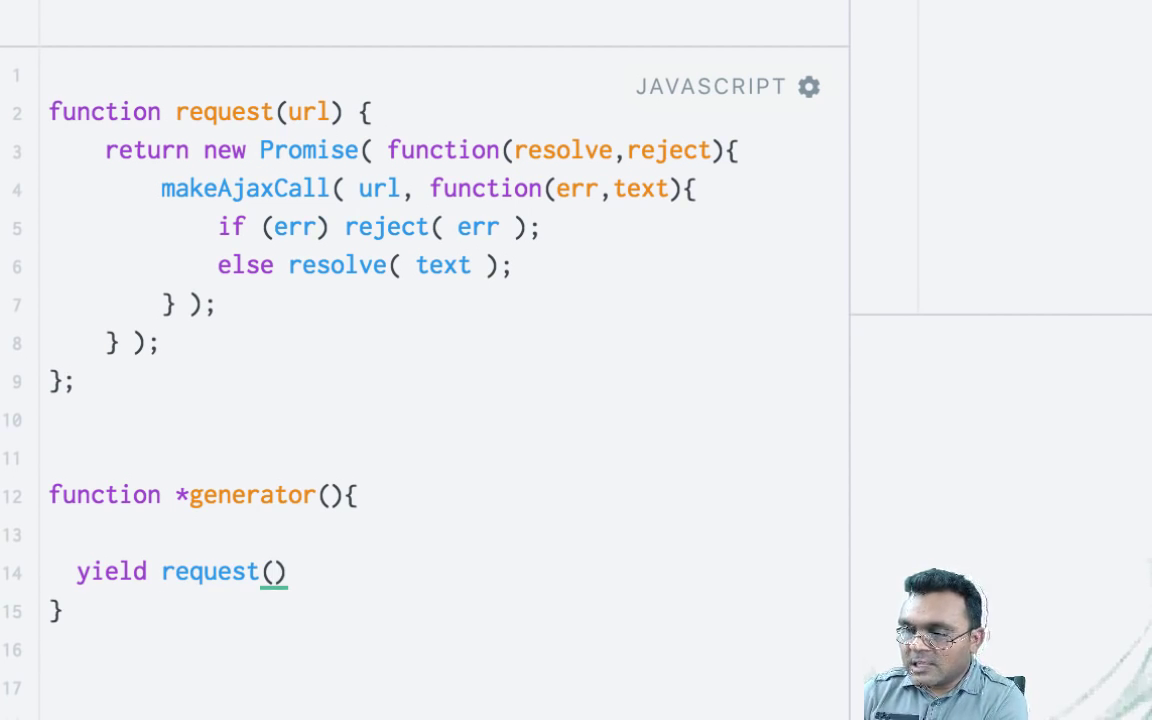 JAVASCRIPT
1
2 function request(url) {
3 return new Promise( function(resolve,reject){
4 makeAjaxCall( url, function(err,text){
5 if (err) reject( err );
6 else resolve( text );
7 } );
8 } );
9 };
10
11
12 function *generator(){
13
14 yield request()
15 }
16
17